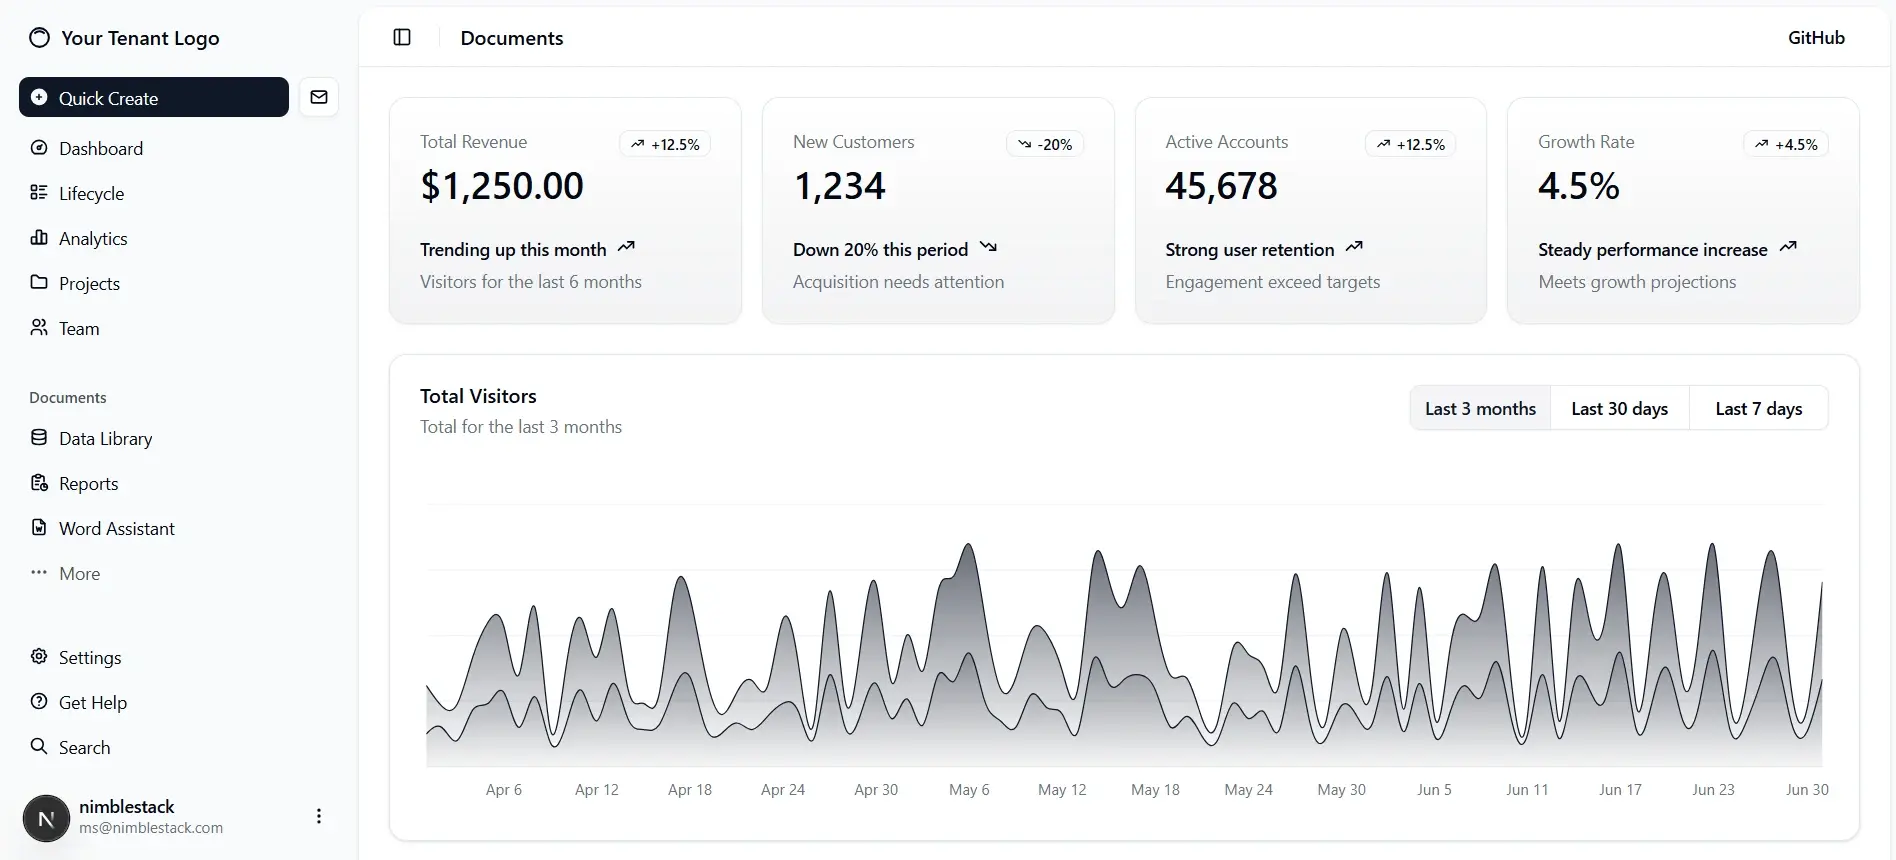 Your Tenant Logo
Quick Create
Dashboard
Lifecycle
Analytics
Projects
Team
Documents
Data Library
Reports
Word Assistant
More
Settings
Get Help
Search
N
nimblestack
ms@nimblestack.com
Documents
GitHub
Total Revenue
+12.5%
$1,250.00
Trending up this month
Visitors for the last 6 months
New Customers
-20%
1,234
Down 20% this period
Acquisition needs attention
Active Accounts
+12.5%
45,678
Strong user retention
Engagement exceed targets
Growth Rate
+4.5%
4.5%
Steady performance increase
Meets growth projections
Total Visitors
Total for the last 3 months
Last 3 months
Last 30 days
Last 7 days
Apr 6
Apr 12
Apr 18
Apr 24
Apr 30
May 6
May 12
May 18
May 24
May 30
Jun 5
Jun 11
Jun 17
Jun 23
Jun 30